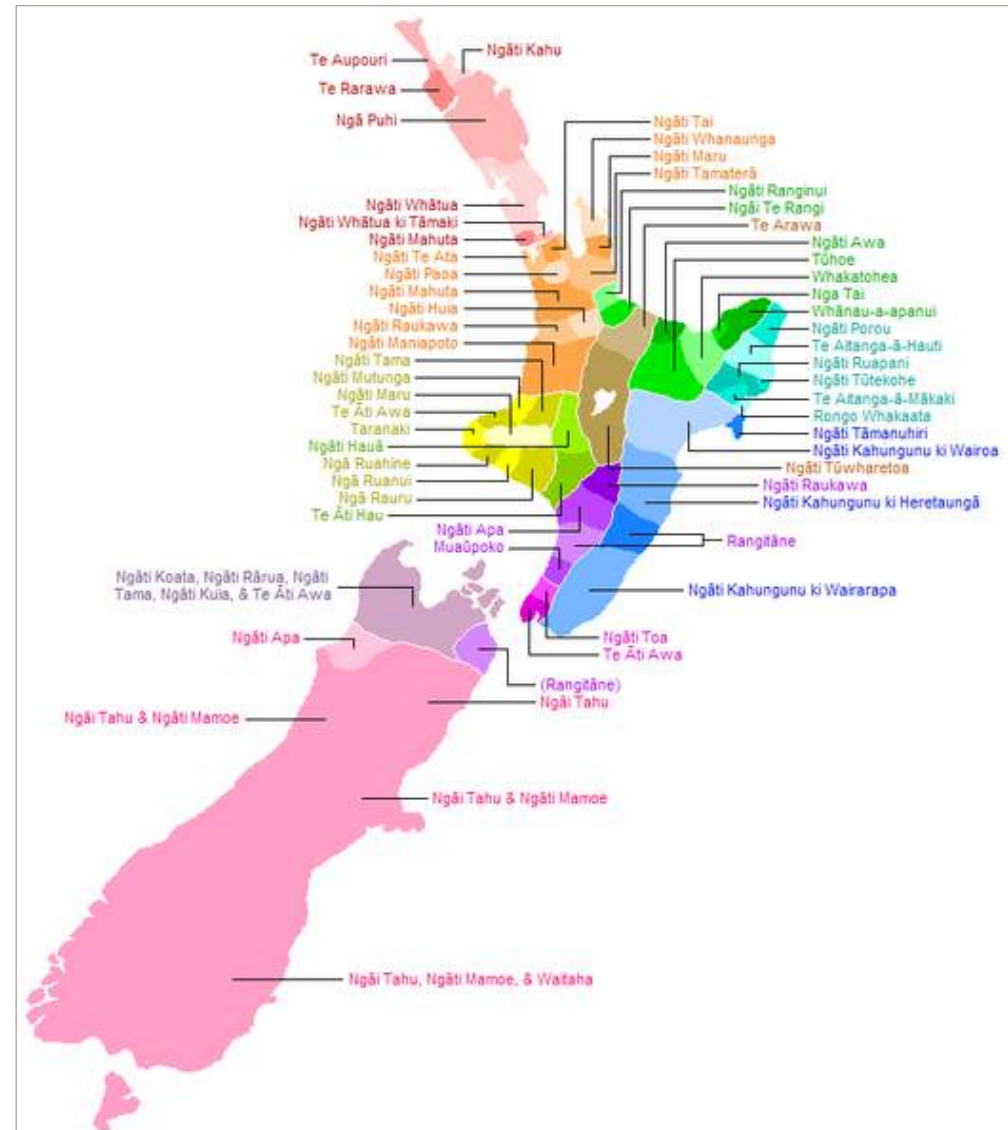 Ngāti Kahu
Te Aupouri
Te Rarawa
Ngā Puhi
Ngāti Tai
Ngāti Whanaunga
Ngāti Maru
Ngāti Tamaterā
Ngāti Ranginui
Ngāi Te Rangi
Te Arawa
Ngāti Awa
Tūhoe
Whakatohea
Nga Tai
Whānau-a-apanui
Ngāti Porou
Te Aitanga-ā-Hauti
Ngāti Ruapani
Ngāti Tūtekohe
Te Aitanga-ā-Mākaki
Rongo Whakaata
Ngāti Tāmanuhiri
Ngāti Kahungunu ki Wairoa
Ngāti Tūwharetoa
Ngāti Raukawa
Ngāti Kahungunu ki Heretaungā
Rangitāne
Ngāti Kahungunu ki Wairarapa
Ngāti Whātua
Ngāti Whātua ki Tāmaki
Ngāti Mahuta
Ngāti Te Ata
Ngāti Paoa
Ngāti Mahuta
Ngāti Huia
Ngāti Raukawa
Ngāti Maniapoto
Ngāti Tama
Ngāti Mutunga
Ngāti Maru
Te Āti Awa
Taranaki
Ngāti Hauā
Ngā Ruahine
Ngā Ruanui
Ngā Rauru
Te Āti Hau
Ngāti Apa
Muaūpoko
Ngāti Toa
Te Āti Awa
Ngāti Koata, Ngāti Rārua, Ngāti
Tama, Ngāti Kuia, & Te Āti Awa
Ngāti Apa
(Rangitāne)
Ngāi Tahu
Ngāi Tahu & Ngāti Mamoe
Ngāi Tahu & Ngāti Mamoe
Ngāi Tahu, Ngāti Mamoe, & Waitaha